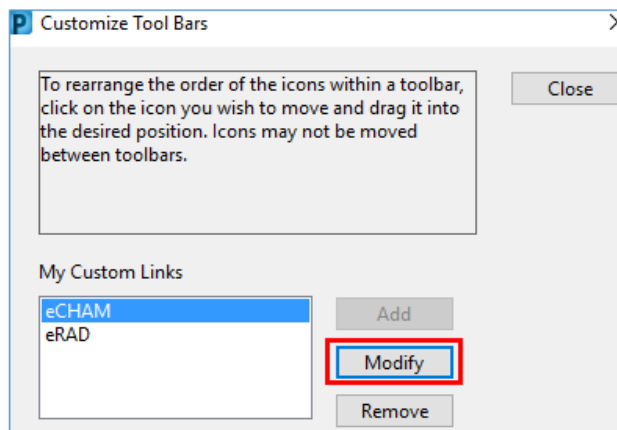 P Customize Tool Bars
To rearrange the order of the icons within a toolbar,
click on the icon you wish to move and drag it into
the desired position. Icons may not be moved
between toolbars.
Close
My Custom Links
eCHAM
eRAD
Add
Modify
Remove